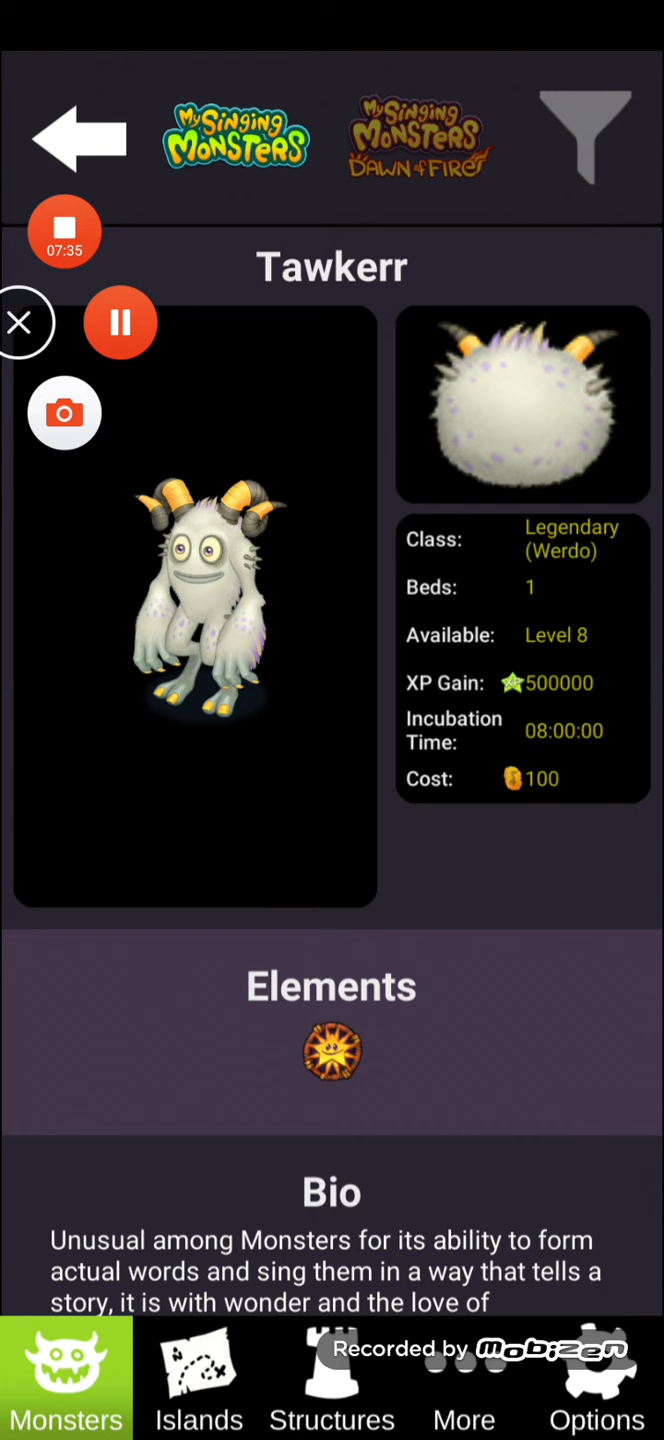 My Singing
Monsters
My Singing
Monsters
Dawn of Fire
07:35
Tawkerr
Class: Legendary
(Werdo)
Beds: 1
Available: Level 8
XP Gain: XP 500000
Incubation
Time: 08:00:00
Cost: 100
Elements
Bio
Unusual among Monsters for its ability to form
actual words and sing them in a way that tells a
story, it is with wonder and the love of
Recorded by Mobizen
Monsters Islands Structures More Options